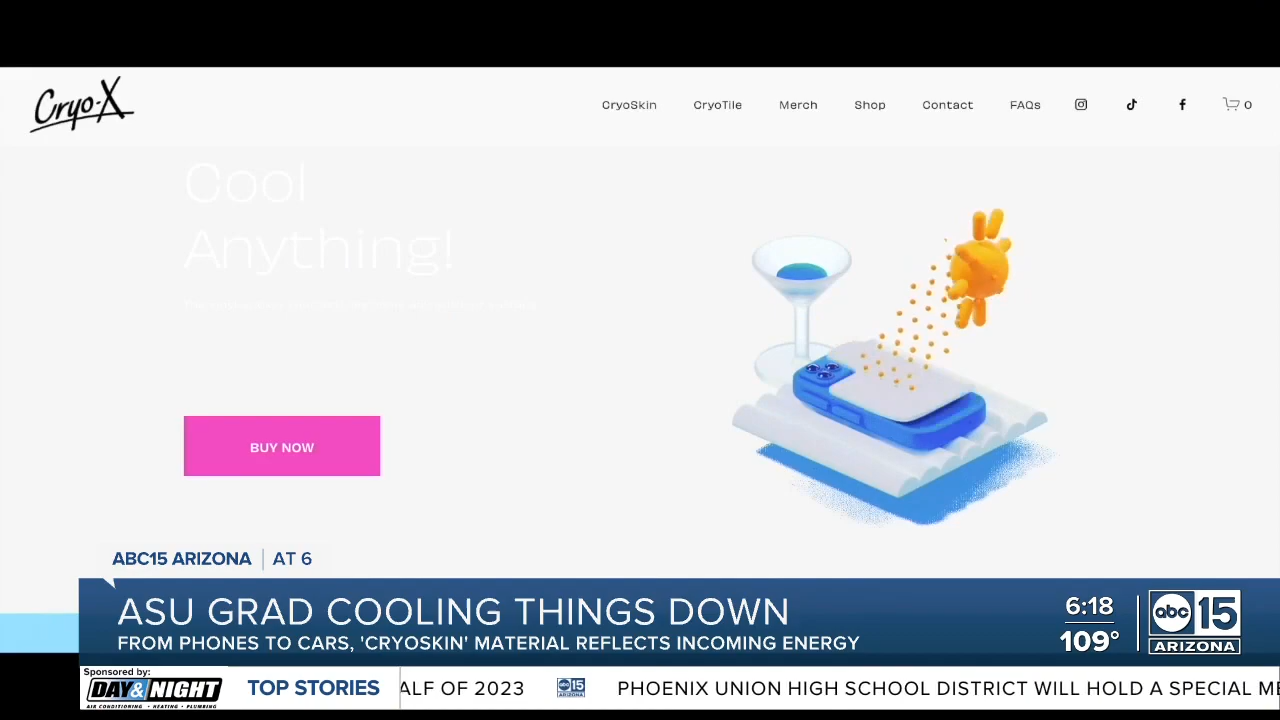 Cryo-X
CryoSkin CryoTile Merch Shop Contact FAQs 0
Cool
Anything!
BUY NOW
ABC15 ARIZONA AT 6
ASU GRAD COOLING THINGS DOWN
FROM PHONES TO CARS, 'CRYOSKIN' MATERIAL REFLECTS INCOMING ENERGY
6:18
109°
abc 15
ARIZONA
Sponsored by:
DAY & NIGHT
AIR CONDITIONING • HEATING • PLUMBING
TOP STORIES
ALF OF 2023 abc 15 ARIZONA PHOENIX UNION HIGH SCHOOL DISTRICT WILL HOLD A SPECIAL ME